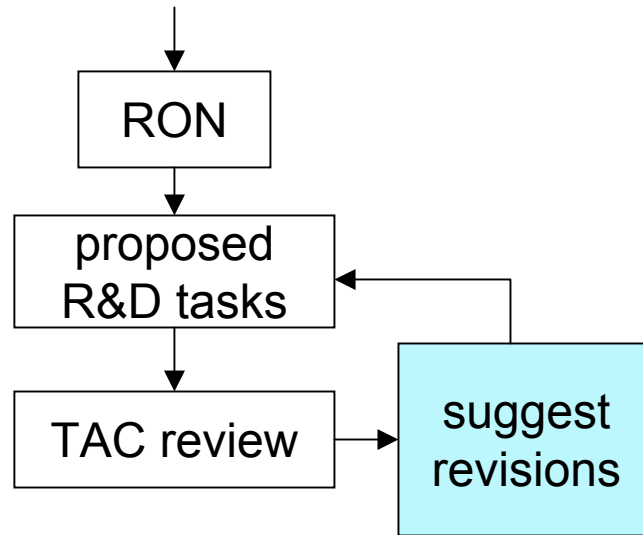 RON
proposed
R&D tasks
TAC review
suggest
revisions